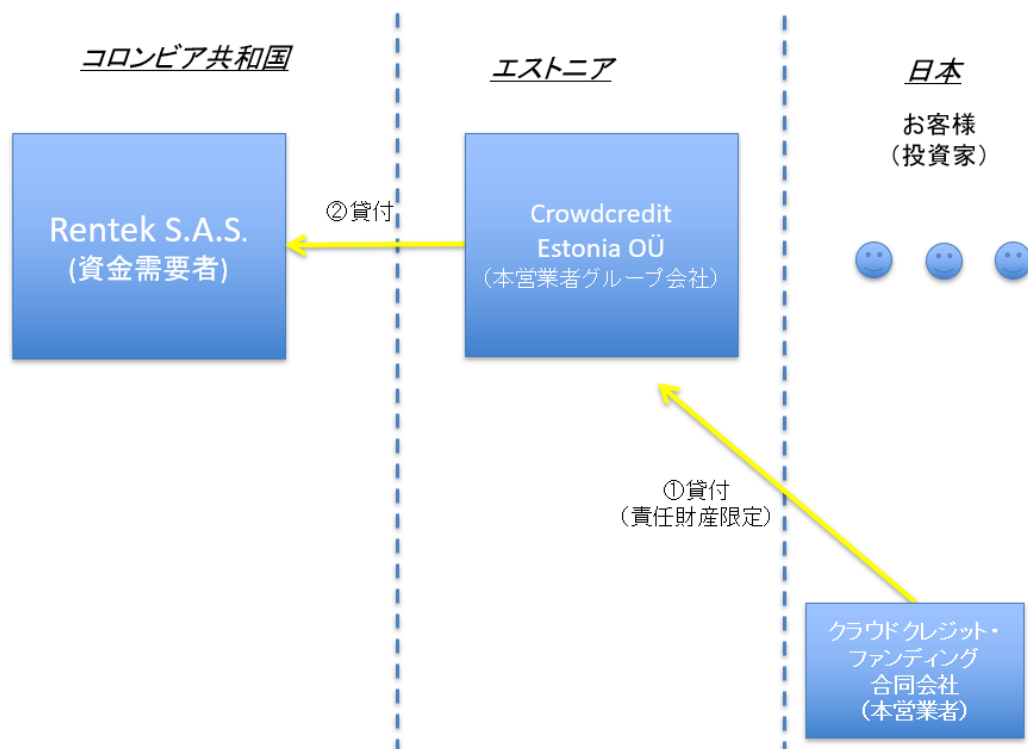 コロンビア共和国
エストニア
日本
お客様
（投資家）
Rentek S.A.S.
(資金需要者)
②貸付
Crowdcredit
Estonia OÜ
（本営業者グループ会社）
①貸付
（責任財産限定）
クラウドクレジット・
ファンディング
合同会社
(本営業者)